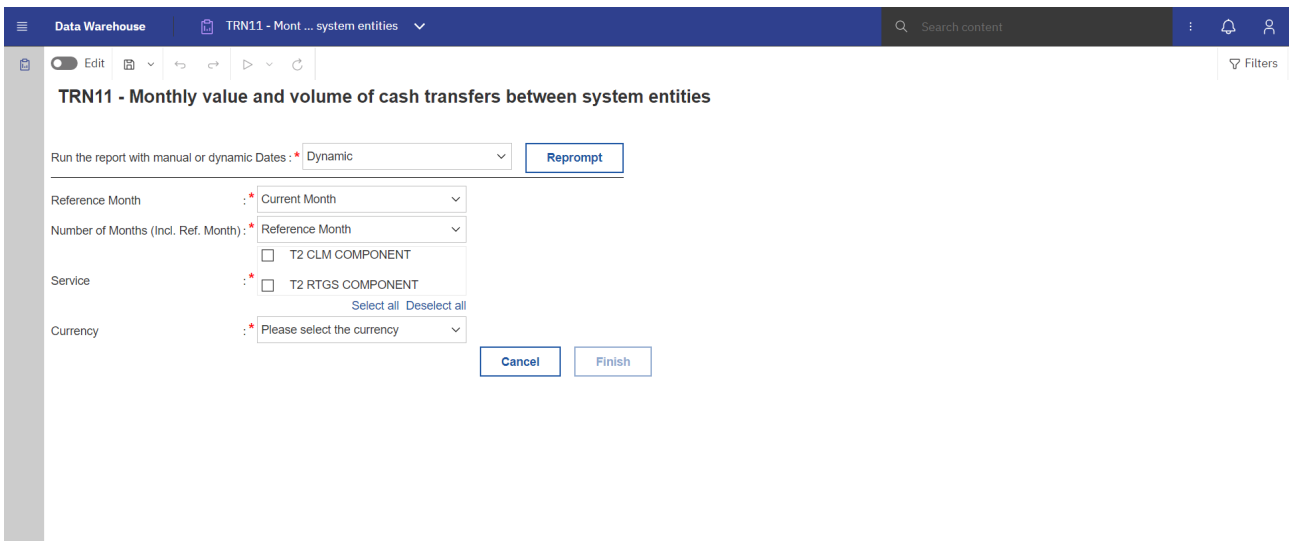 Data Warehouse TRN11 - Mont ... system entities Search content
Edit Filters
TRN11 - Monthly value and volume of cash transfers between system entities
Run the report with manual or dynamic Dates : * Dynamic Reprompt
Reference Month : * Current Month
Number of Months (Incl. Ref. Month) : * Reference Month
T2 CLM COMPONENT
Service : *
T2 RTGS COMPONENT
Select all Deselect all
Currency : * Please select the currency
Cancel Finish